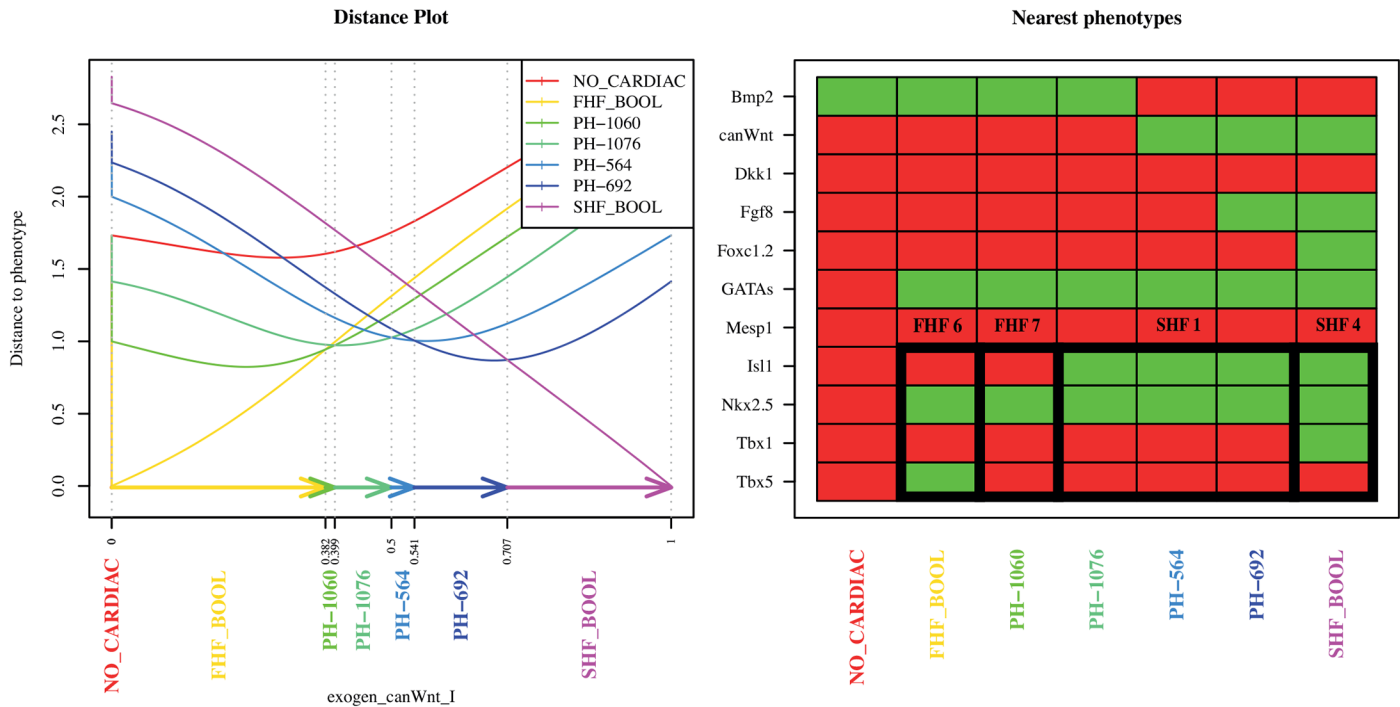 Distance Plot
Distance to phenotype
0.0
0.5
1.0
1.5
2.0
2.5
NO_CARDIAC
FHF_BOOL
PH−1060
PH−1076
PH−564
PH−692
SHF_BOOL
0
0.382
0.399
0.5
0.541
0.707
1
NO_CARDIAC
FHF_BOOL
PH−1060
PH−1076
PH−564
PH−692
SHF_BOOL
exogen_canWnt_I
Nearest phenotypes
Bmp2
canWnt
Dkk1
Fgf8
Foxc1.2
GATAs
Mesp1
Isl1
Nkx2.5
Tbx1
Tbx5
FHF 6
FHF 7
SHF 1
SHF 4
NO_CARDIAC
FHF_BOOL
PH−1060
PH−1076
PH−564
PH−692
SHF_BOOL